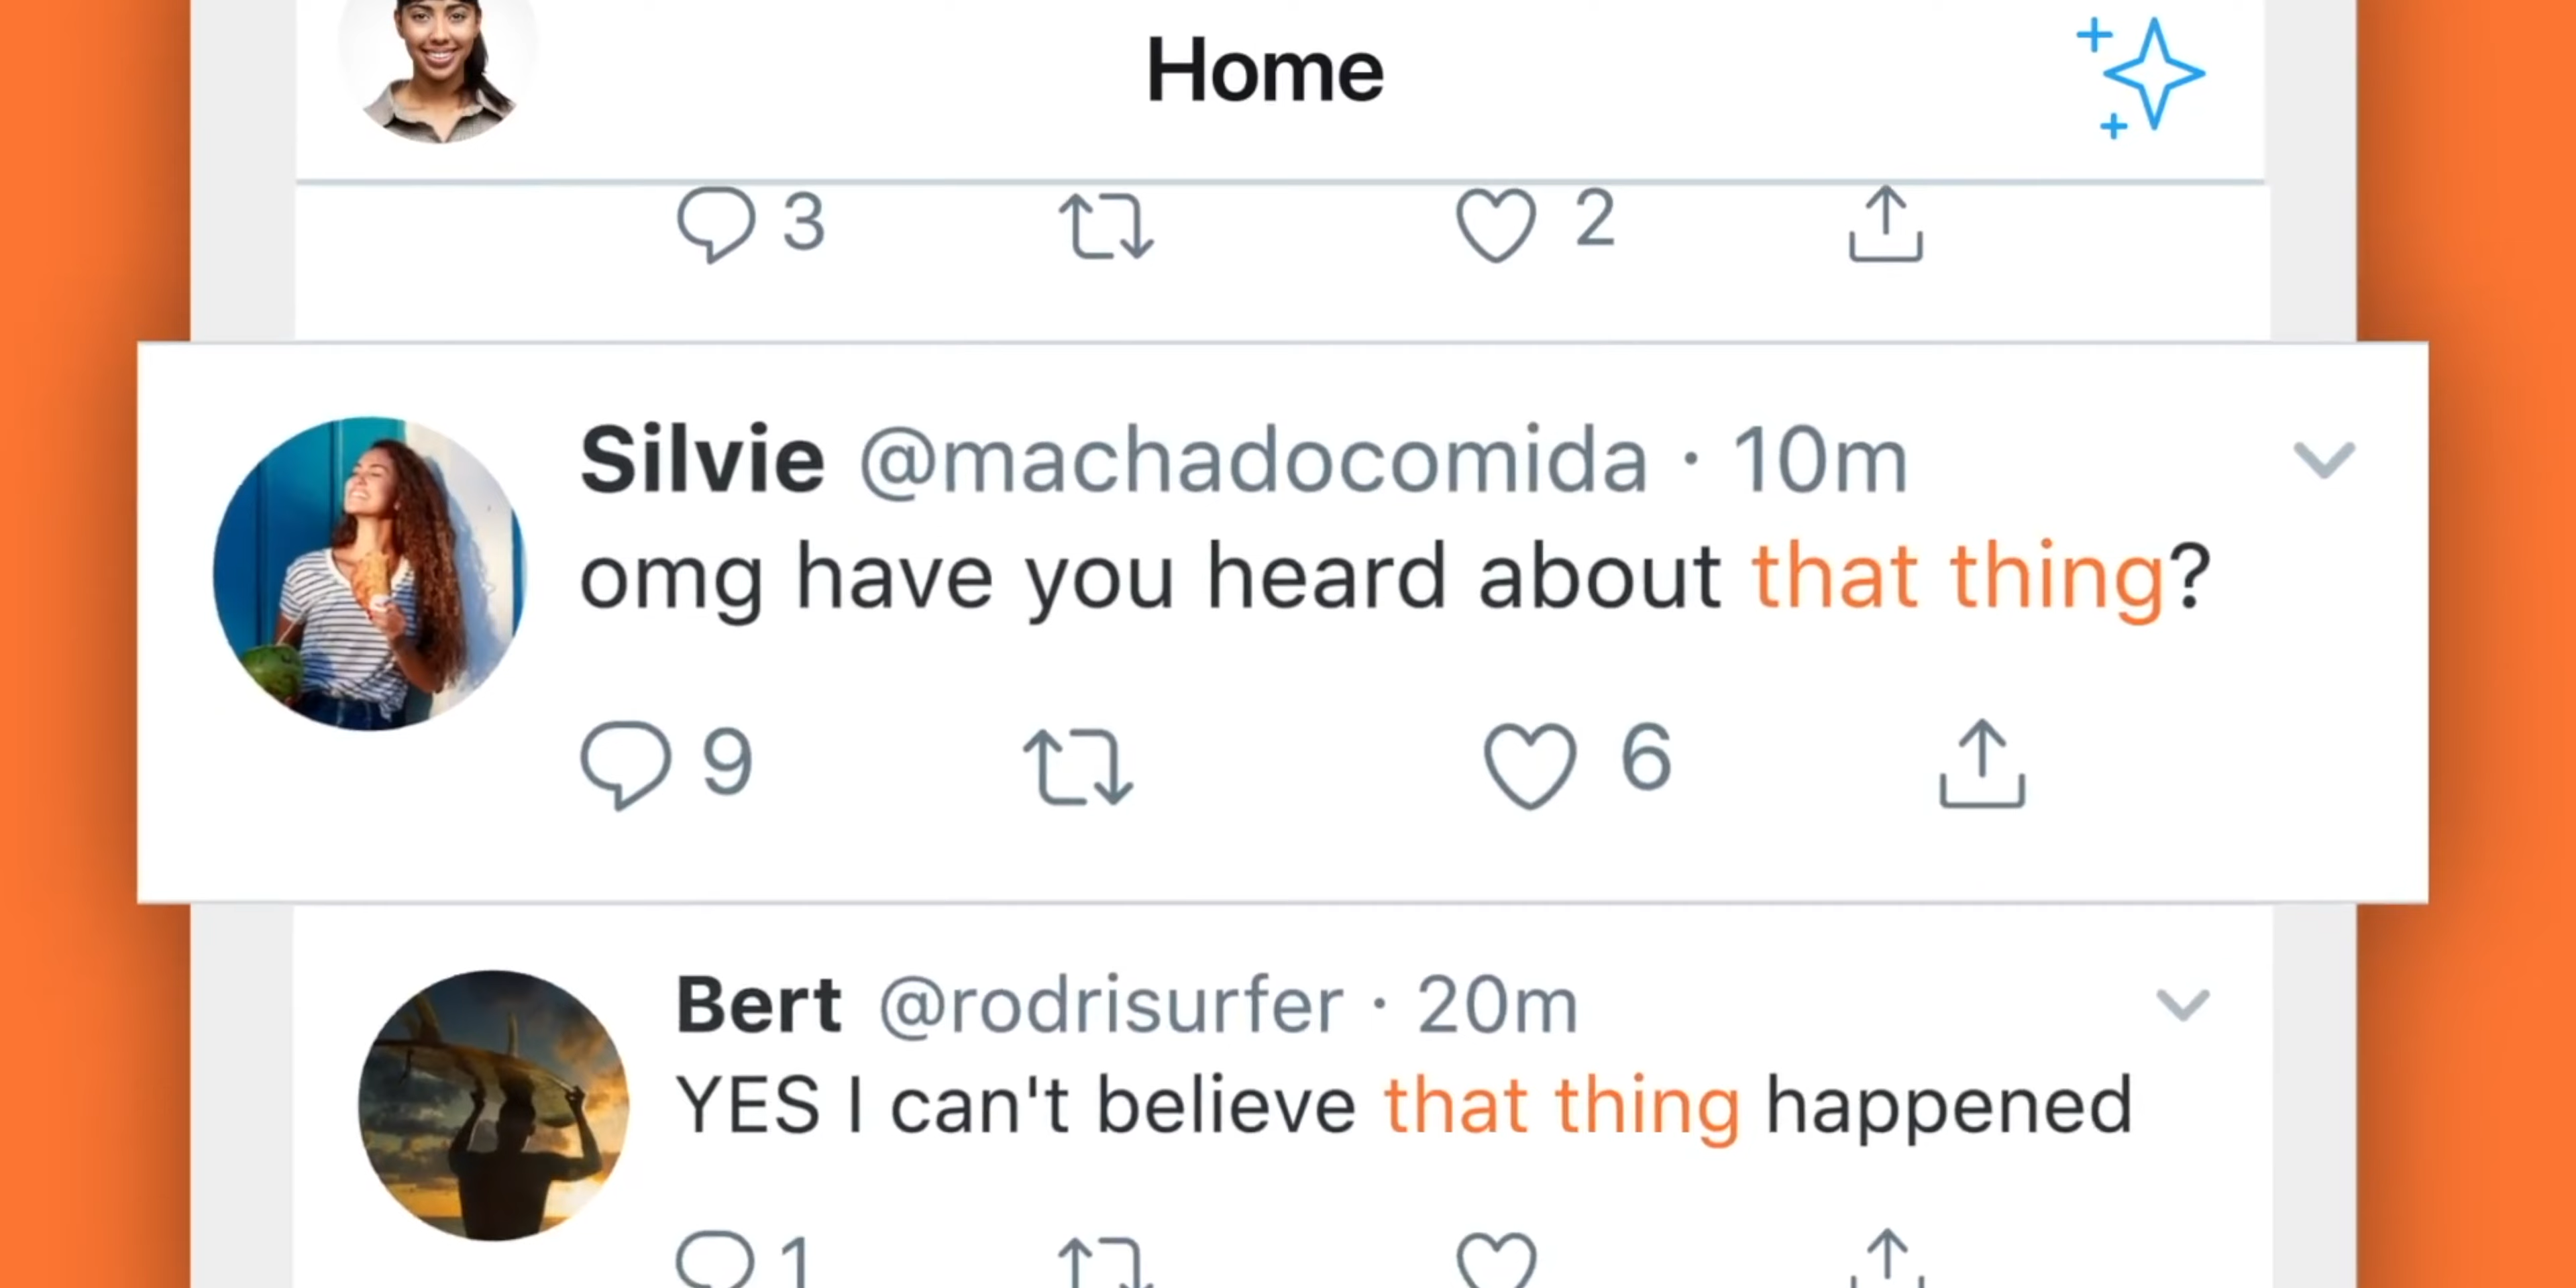 Home
3 2
Silvie @machadocomida · 10m
omg have you heard about that thing?
9 6
Bert @rodrisurfer · 20m
YES I can't believe that thing happened
1